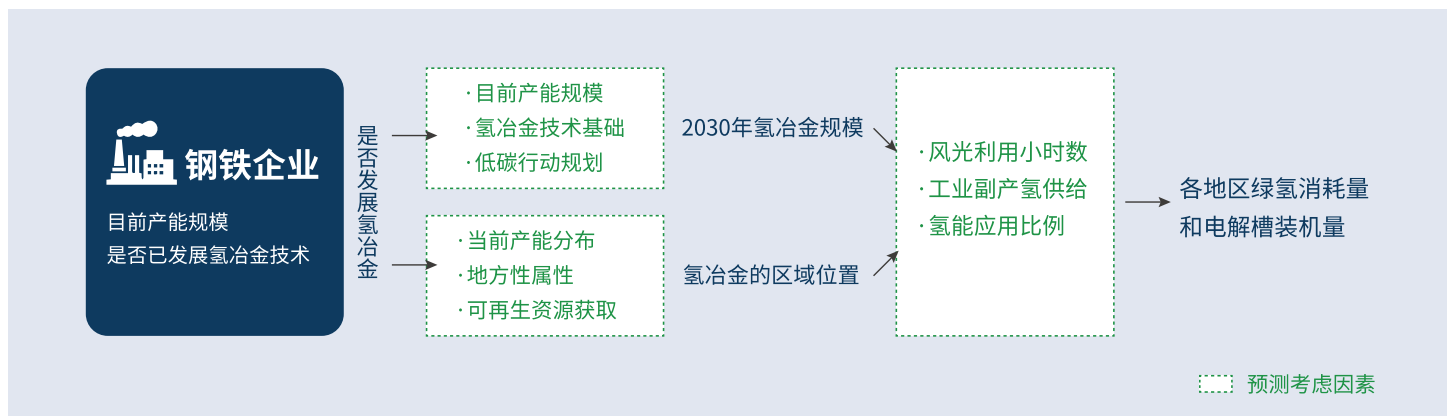 钢铁企业
目前产能规模
是否已发展氢冶金技术
是否发展氢冶金
·目前产能规模
·氢冶金技术基础
·低碳行动规划
·当前产能分布
·地方性属性
·可再生资源获取
2030年氢冶金规模
氢冶金的区域位置
·风光利用小时数
·工业副产氢供给
·氢能应用比例
各地区绿氢消耗量
和电解槽装机量
预测考虑因素